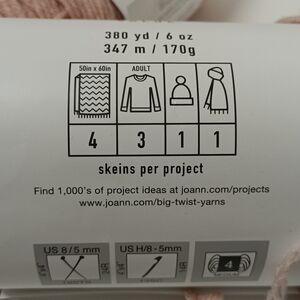 380 yd / 6 oz
347 m / 170g
50in x 60in ADULT
4 3 1 1
skeins per project
Find 1,000's of project ideas at joann.com/projects
www.joann.com/big-twist-yarns
US 8/5 mm US H/8-5mm
4
MEDIUM